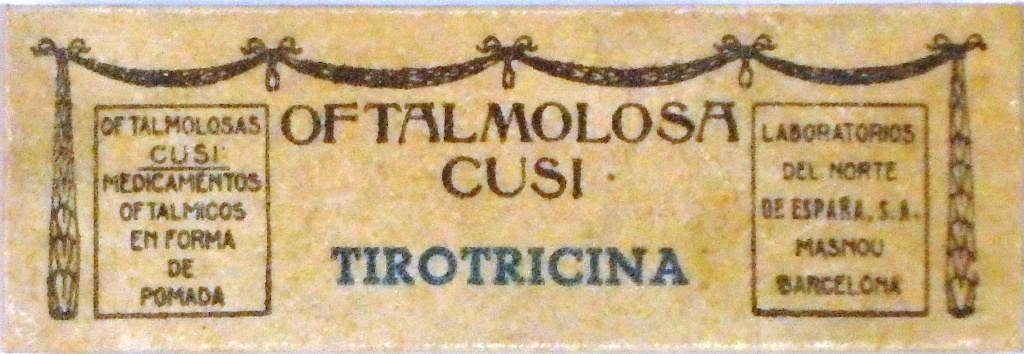 OFTALMOLOSAS
CUSI
MEDICAMENTOS
OFTALMICOS
EN FORMA
DE
POMADA
OFTALMOLOSA
CUSI
TIROTRICINA
LABORATORIOS
DEL NORTE
DE ESPAÑA, S.A.
MASNOU
BARCELONA